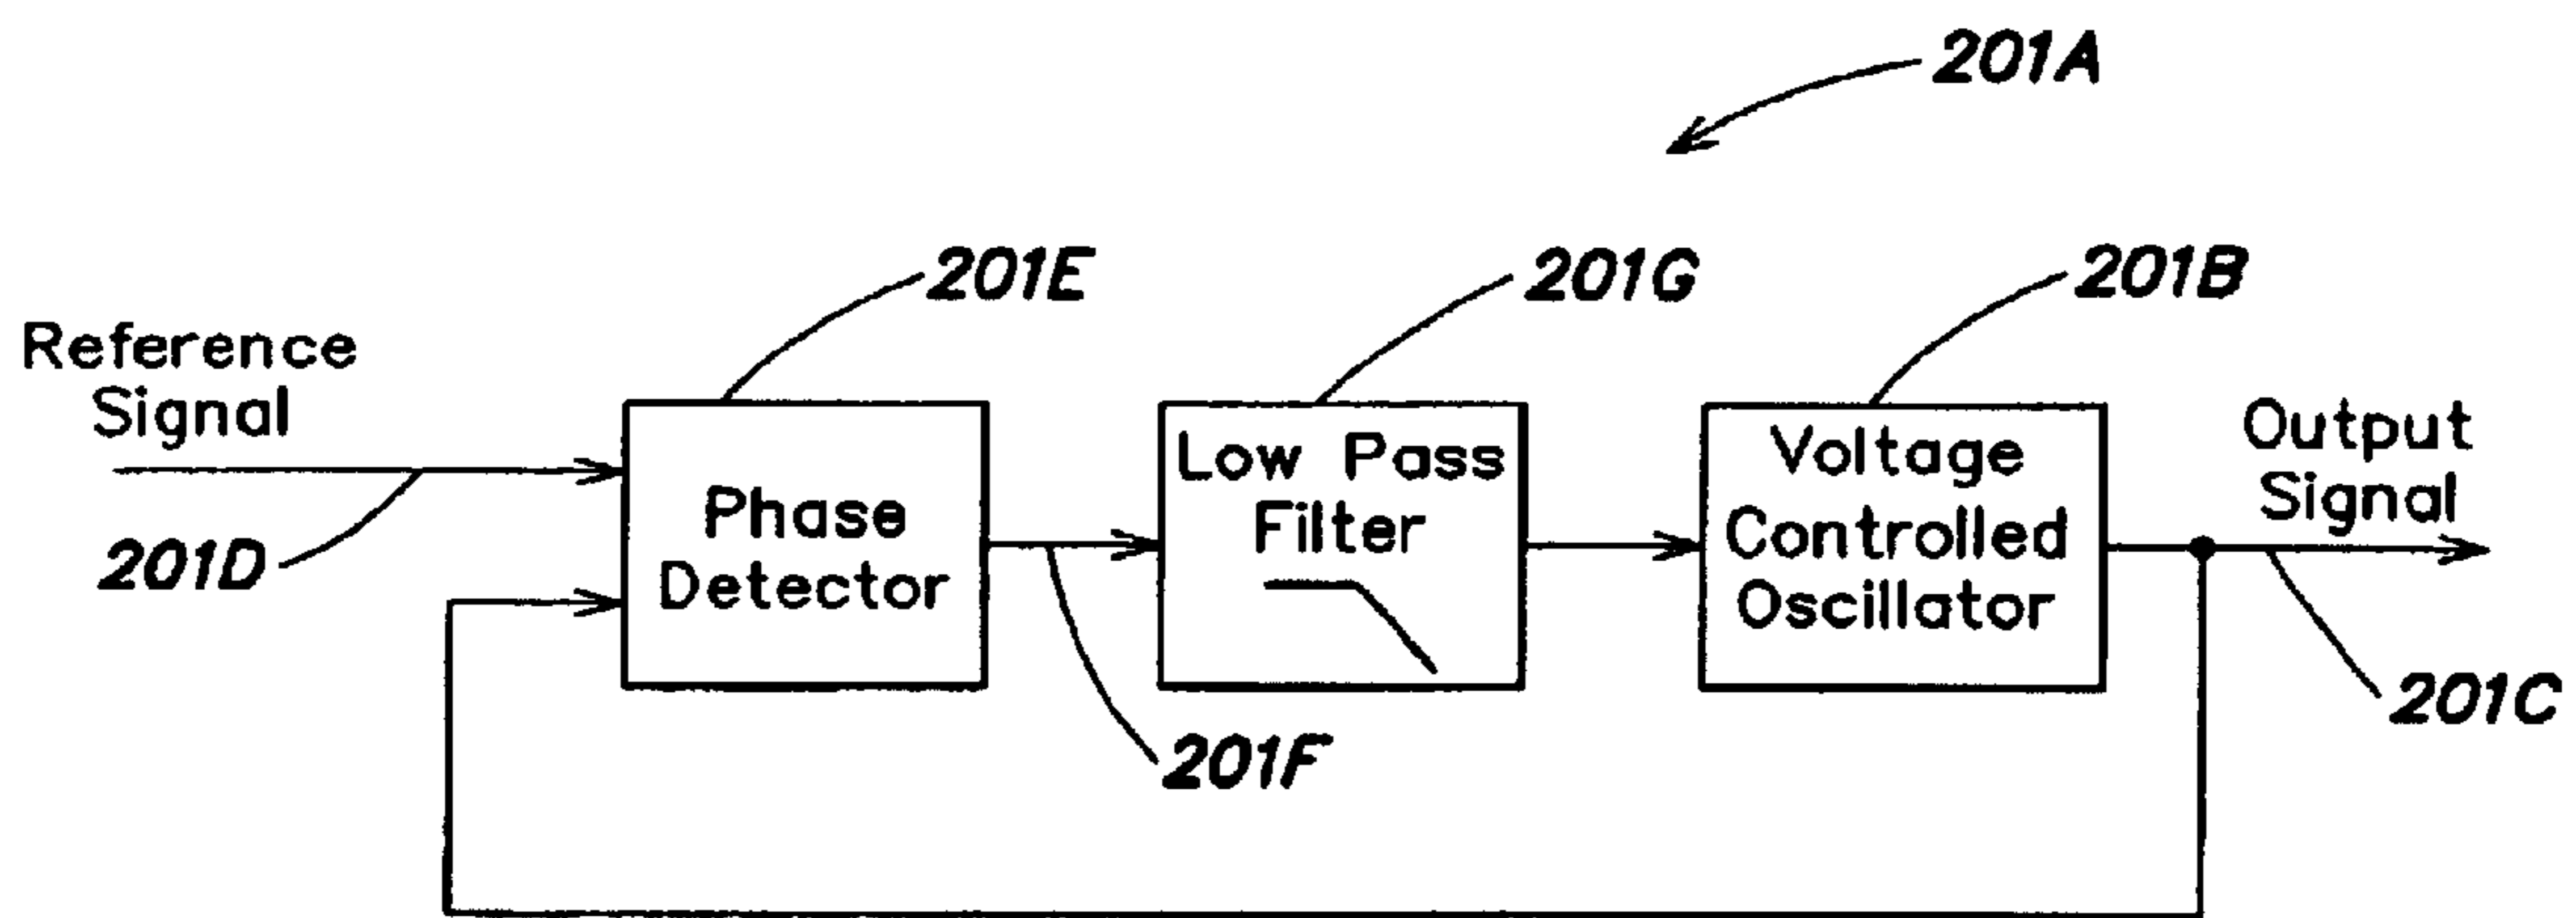 201A
201E
201G
201B
Reference
Signal
201D
Phase
Detector
201F
Low Pass
Filter
Voltage
Controlled
Oscillator
Output
Signal
201C